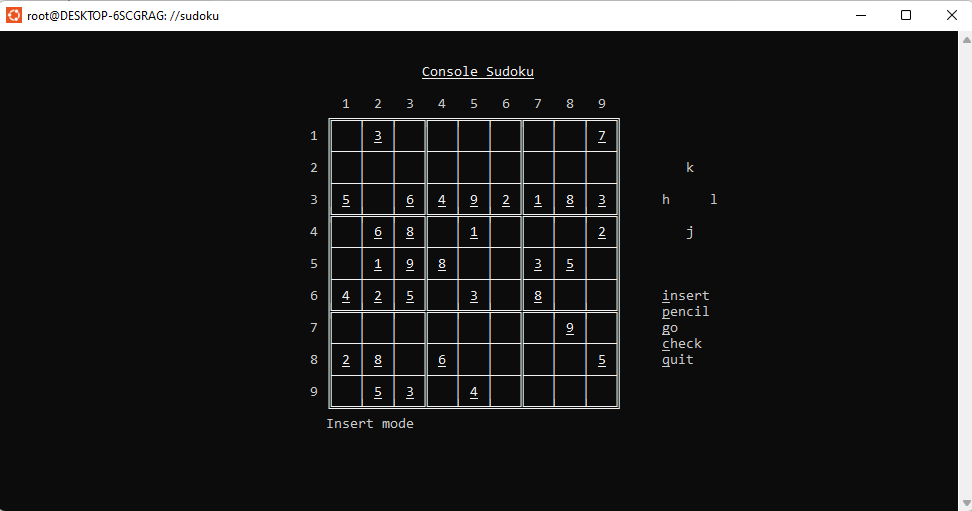 root@DESKTOP-6SCGRAG: //sudoku
Console Sudoku
1 2 3 4 5 6 7 8 9
1 3 7
2 k
3 5 6 4 9 2 1 8 3 h l
4 6 8 1 2 j
5 1 9 8 3 5
6 4 2 5 3 8 insert
pencil
7 9 go
check
8 2 8 6 5 quit
9 5 3 4
Insert mode